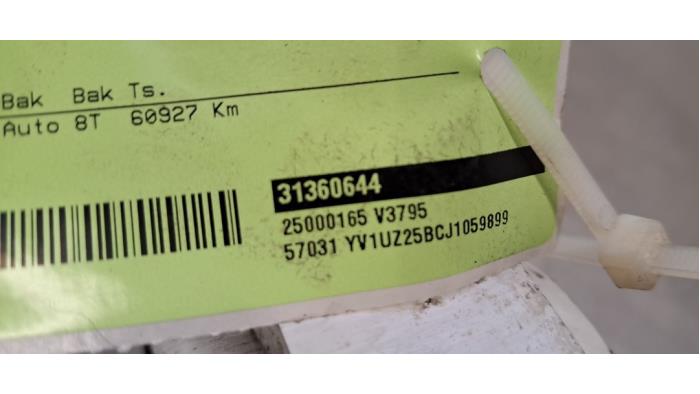 Bak Bak Ts.
Auto 8T 60927 Km
31360644
25000165 V3795
57031 YV1UZ25BCJ1059899